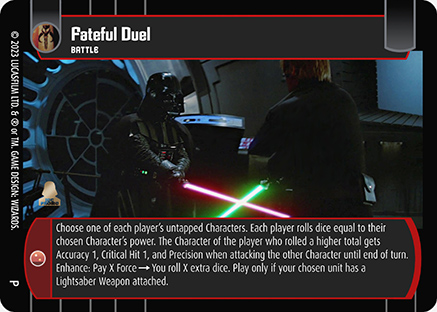 Fateful Duel
BATTLE
© 2023 LUCASFILM LTD. & ® or TM. GAME DESIGN: WIZARDS.
Choose one of each player's untapped Characters. Each player rolls dice equal to their
chosen Character's power. The Character of the player who rolled a higher total gets
Accuracy 1, Critical Hit 1, and Precision when attacking the other Character until end of turn.
Enhance: Pay X Force → You roll X extra dice. Play only if your chosen unit has a
Lightsaber Weapon attached.
P